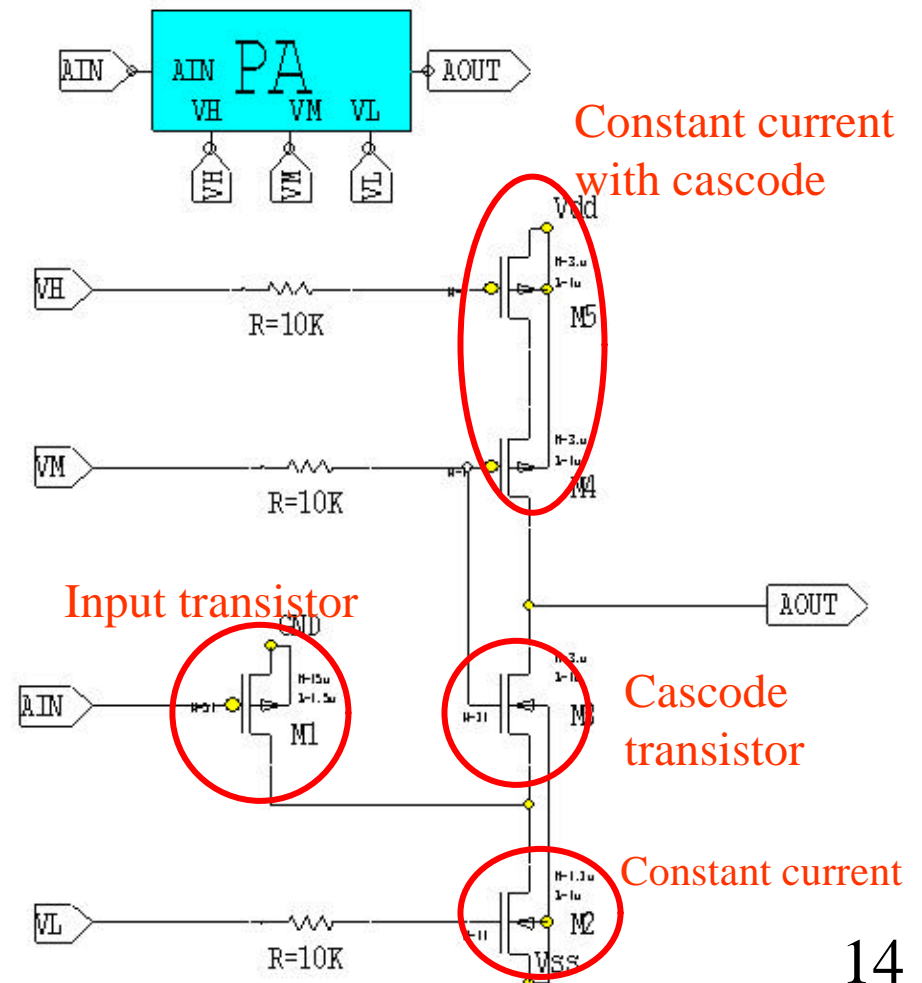 AIN
AIN PA
AOUT
VH VM VL
VH
VM
VL
Constant current
with cascode
Vdd
VH
R=10K
M5
VM
R=10K
M4
Input transistor
GND
AOUT
AIN
M1
Cascode
transistor
Constant current
VL
R=10K
M2
Vss
14